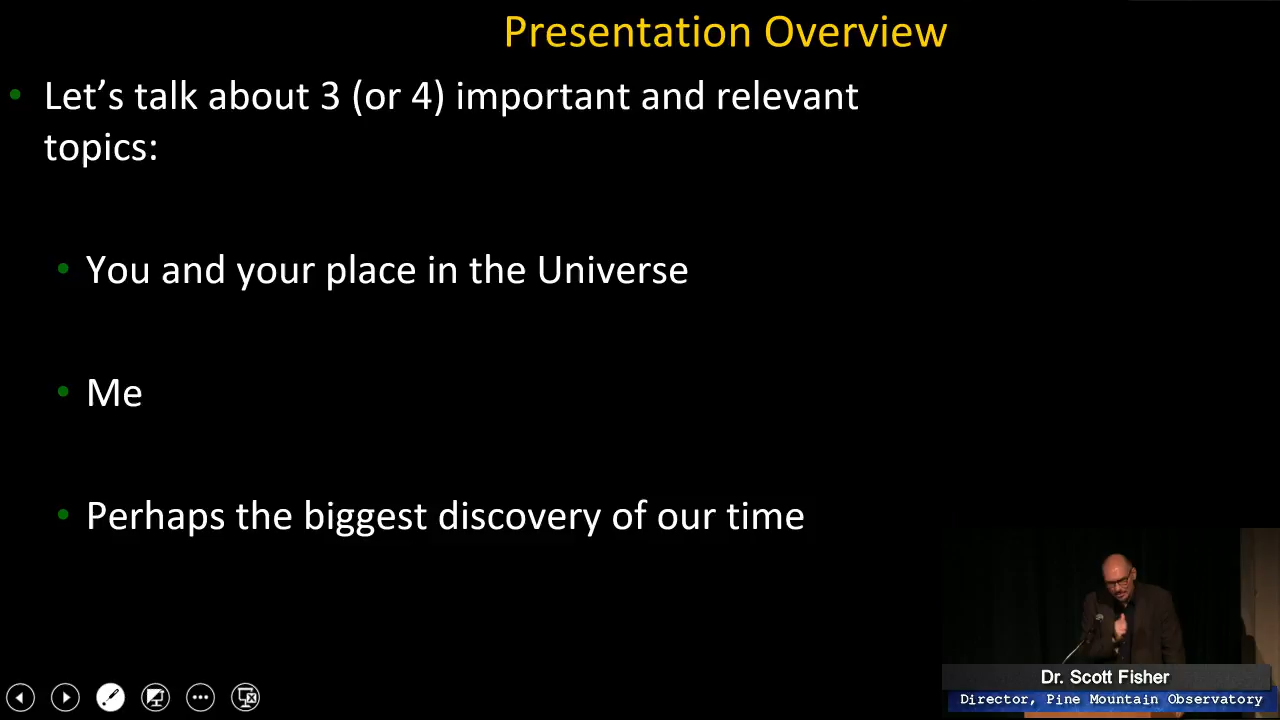 Presentation Overview
• Let’s talk about 3 (or 4) important and relevant
topics:
• You and your place in the Universe
• Me
• Perhaps the biggest discovery of our time
Dr. Scott Fisher
Director, Pine Mountain Observatory